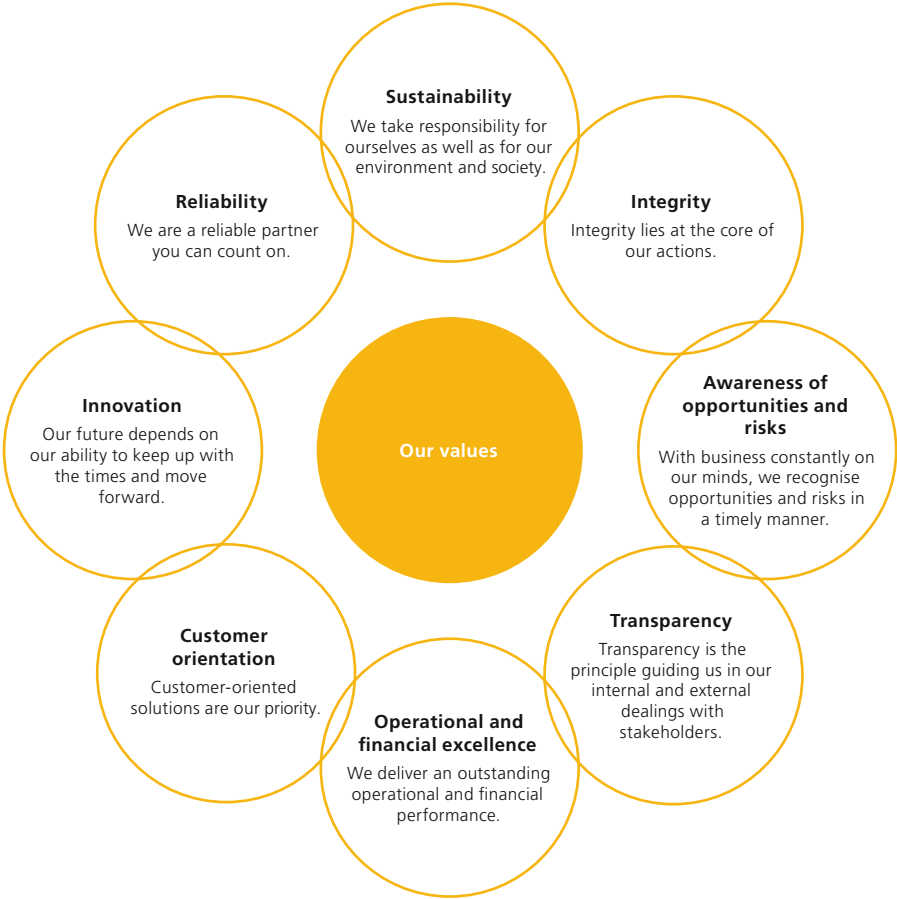 Sustainability
We take responsibility for
ourselves as well as for our
environment and society.
Integrity
Integrity lies at the core of
our actions.
Awareness of
opportunities and
risks
With business constantly on
our minds, we recognise
opportunities and risks in
a timely manner.
Transparency
Transparency is the
principle guiding us in our
internal and external
dealings with
stakeholders.
Operational and
financial excellence
We deliver an outstanding
operational and financial
performance.
Customer
orientation
Customer-oriented
solutions are our priority.
Innovation
Our future depends on
our ability to keep up with
the times and move
forward.
Reliability
We are a reliable partner
you can count on.
Our values